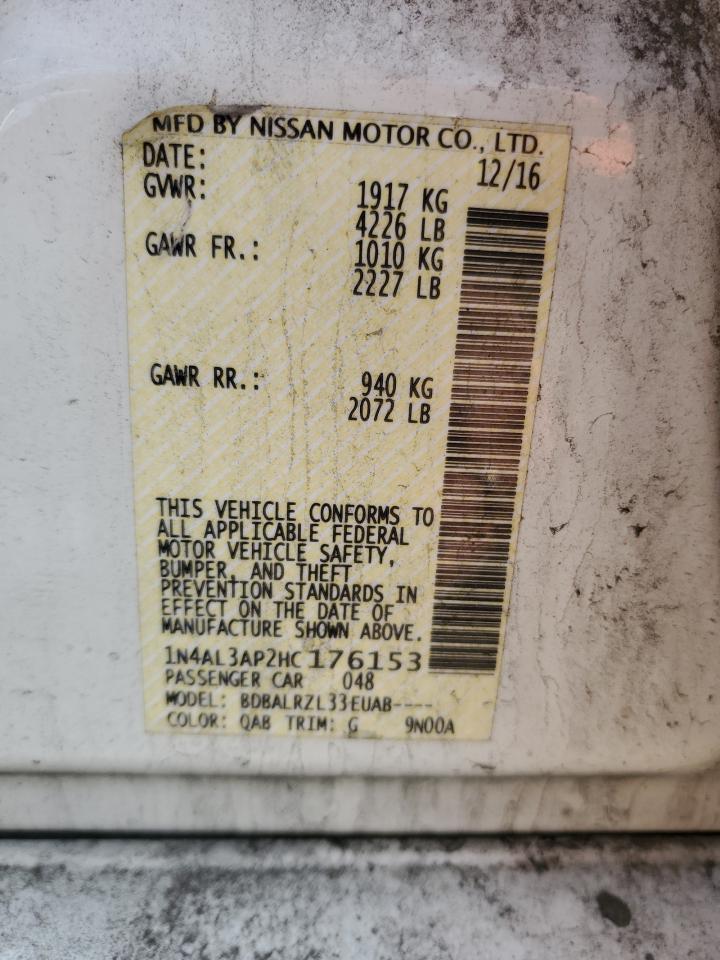 MFD BY NISSAN MOTOR CO., LTD.
DATE: 12/16
GVWR: 1917 KG
4226 LB
GAWR FR.: 1010 KG
2227 LB
GAWR RR.: 940 KG
2072 LB
THIS VEHICLE CONFORMS TO
ALL APPLICABLE FEDERAL
MOTOR VEHICLE SAFETY,
BUMPER, AND THEFT
PREVENTION STANDARDS IN
EFFECT ON THE DATE OF
MANUFACTURE SHOWN ABOVE.
1N4AL3AP2HC176153
PASSENGER CAR 048
MODEL: BDBALRZL33EUAB----
COLOR: QAB TRIM: G 9N00A